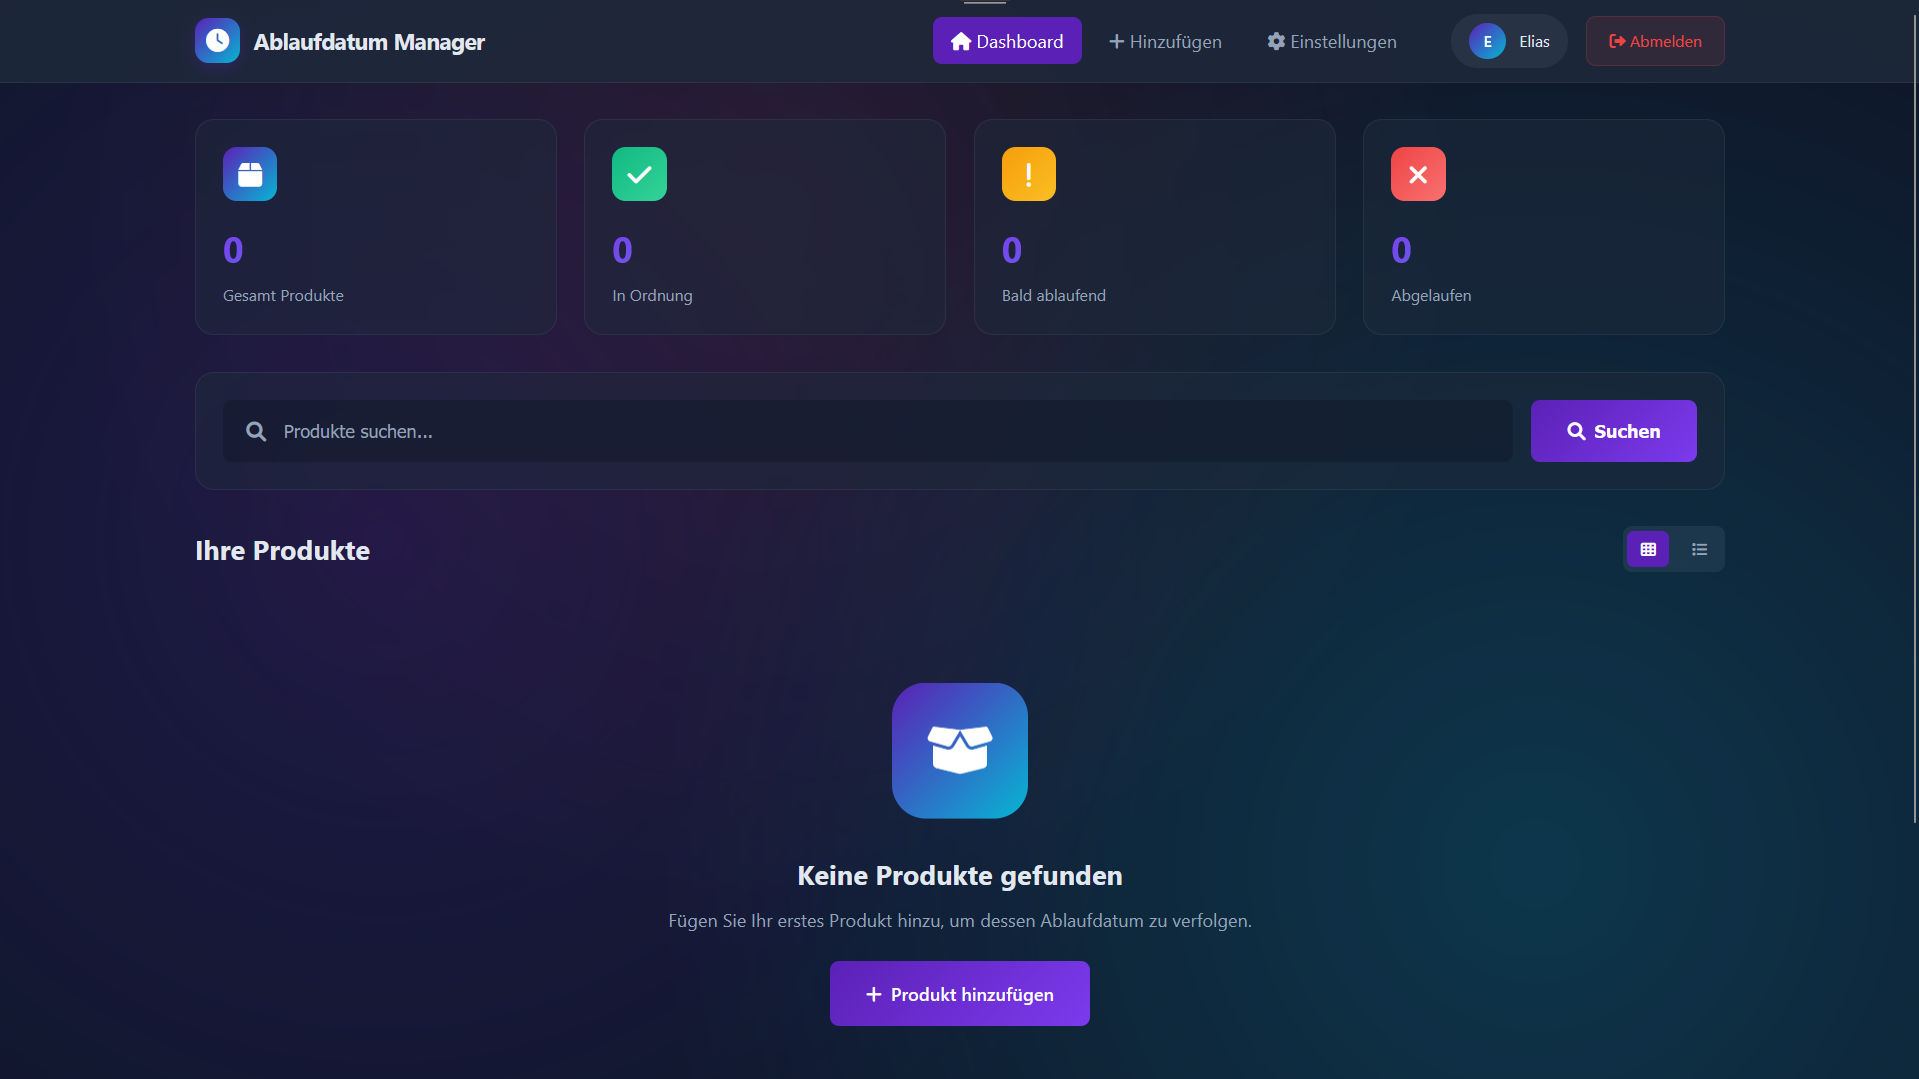 Ablaufdatum Manager
Dashboard
Hinzufügen
Einstellungen
E
Elias
Abmelden
0
Gesamt Produkte
0
In Ordnung
0
Bald ablaufend
0
Abgelaufen
Produkte suchen...
Suchen
Ihre Produkte
Keine Produkte gefunden
Fügen Sie Ihr erstes Produkt hinzu, um dessen Ablaufdatum zu verfolgen.
Produkt hinzufügen